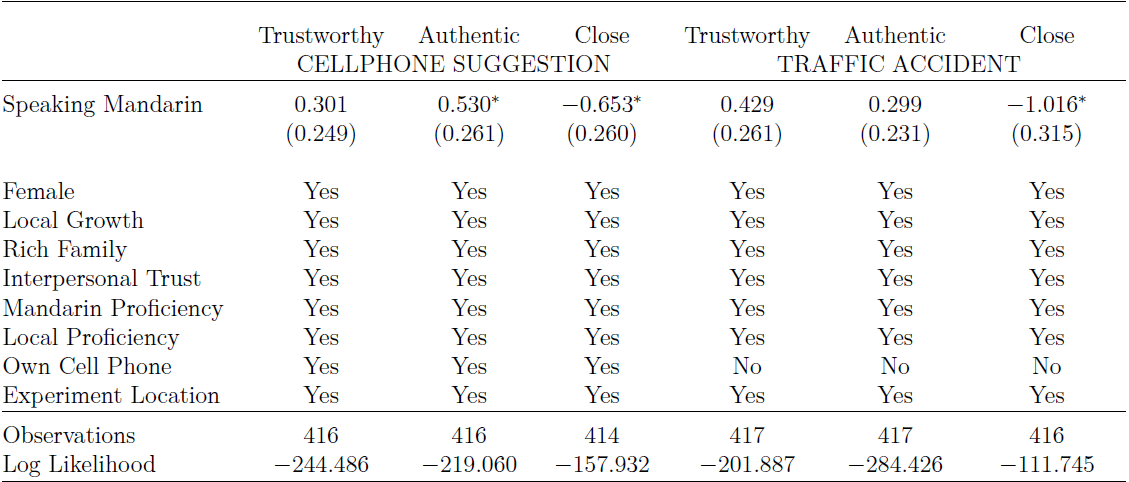 Trustworthy Authentic Close Trustworthy Authentic Close
CELLPHONE SUGGESTION TRAFFIC ACCIDENT
Speaking Mandarin 0.301 0.530* −0.653* 0.429 0.299 −1.016*
(0.249) (0.261) (0.260) (0.261) (0.231) (0.315)
Female Yes Yes Yes Yes Yes Yes
Local Growth Yes Yes Yes Yes Yes Yes
Rich Family Yes Yes Yes Yes Yes Yes
Interpersonal Trust Yes Yes Yes Yes Yes Yes
Mandarin Proficiency Yes Yes Yes Yes Yes Yes
Local Proficiency Yes Yes Yes Yes Yes Yes
Own Cell Phone Yes Yes Yes No No No
Experiment Location Yes Yes Yes Yes Yes Yes
Observations 416 416 414 417 417 416
Log Likelihood −244.486 −219.060 −157.932 −201.887 −284.426 −111.745